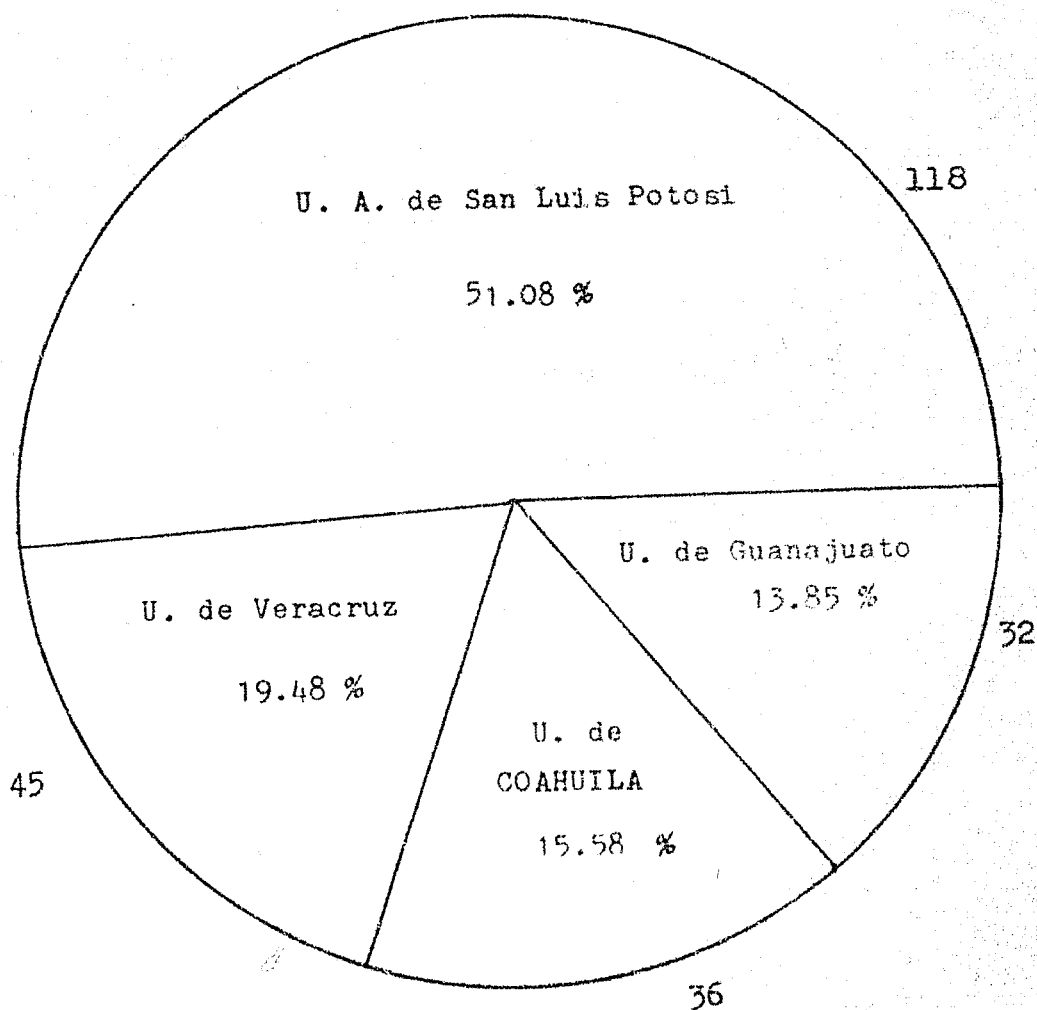 118
U. A. de San Luis Potosi
51.08 %
U. de Guanajuato
13.85 %
32
U. de Veracruz
19.48 %
45
U. de
COAHUILA
15.58 %
36